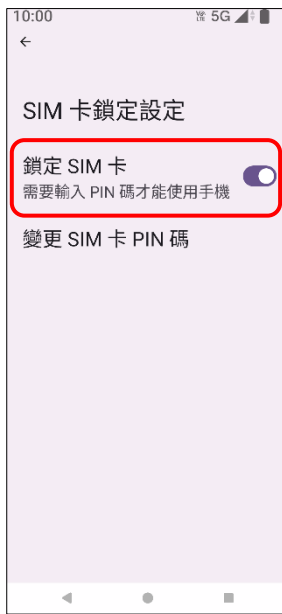 10:00 5G
SIM 卡鎖定設定
鎖定 SIM 卡
需要輸入 PIN 碼才能使用手機
變更 SIM 卡 PIN 碼